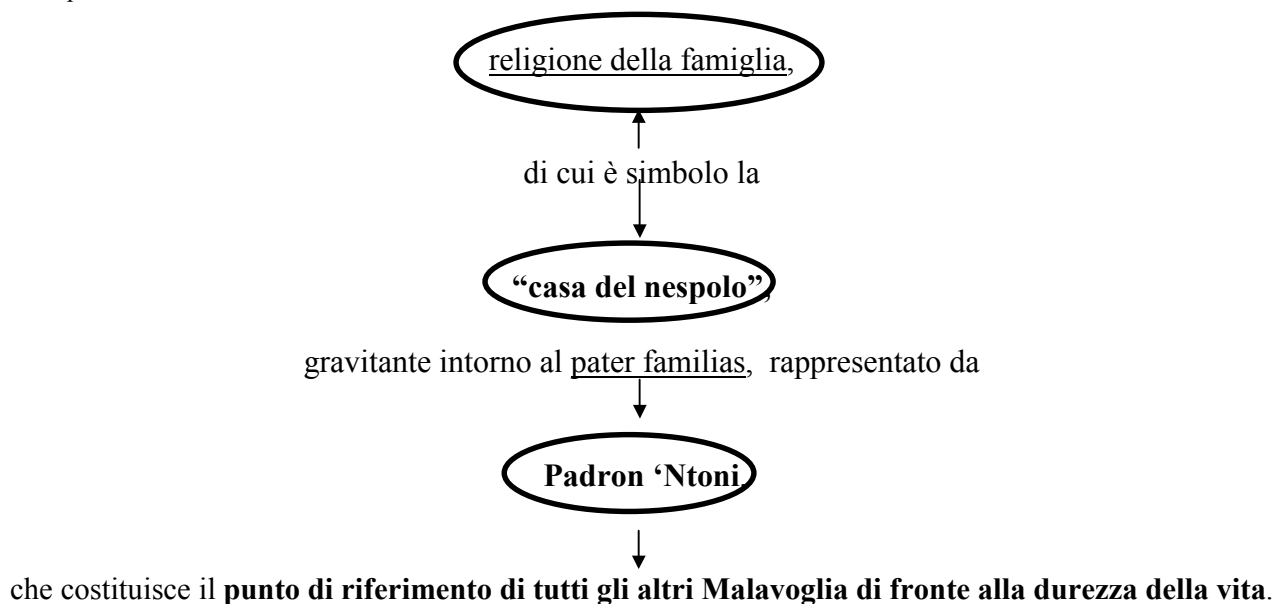 religione della famiglia,
di cui è simbolo la
“casa del nespolo”,
gravitante intorno al pater familias, rappresentato da
Padron ‘Ntoni,
che costituisce il punto di riferimento di tutti gli altri Malavoglia di fronte alla durezza della vita.